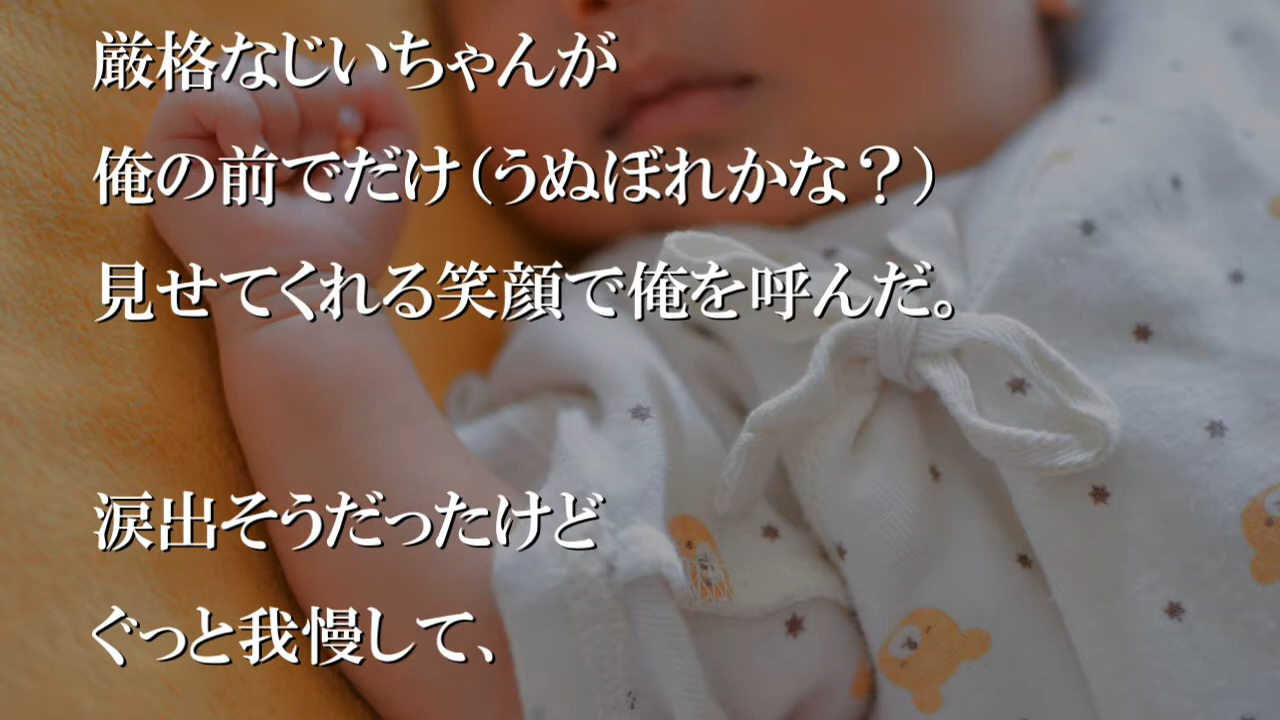 厳格なじいちゃんが
俺の前でだけ（うぬぼれかな？）
見せてくれる笑顔で俺を呼んだ。
涙出そうだったけど
ぐっと我慢して、